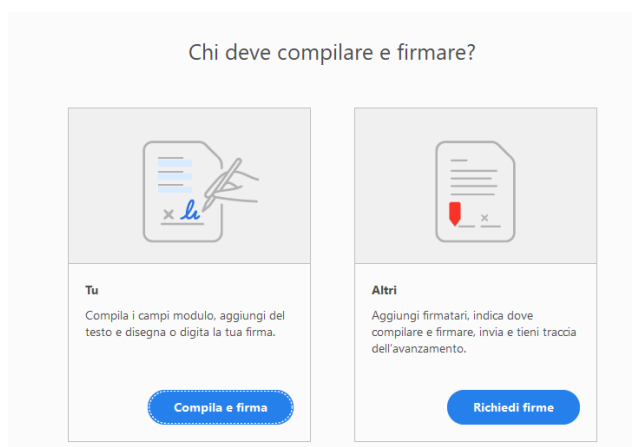 Chi deve compilare e firmare?
Tu
Compila i campi modulo, aggiungi del
testo e disegna o digita la tua firma.
Compila e firma
Altri
Aggiungi firmatari, indica dove
compilare e firmare, invia e tieni traccia
dell'avanzamento.
Richiedi firme